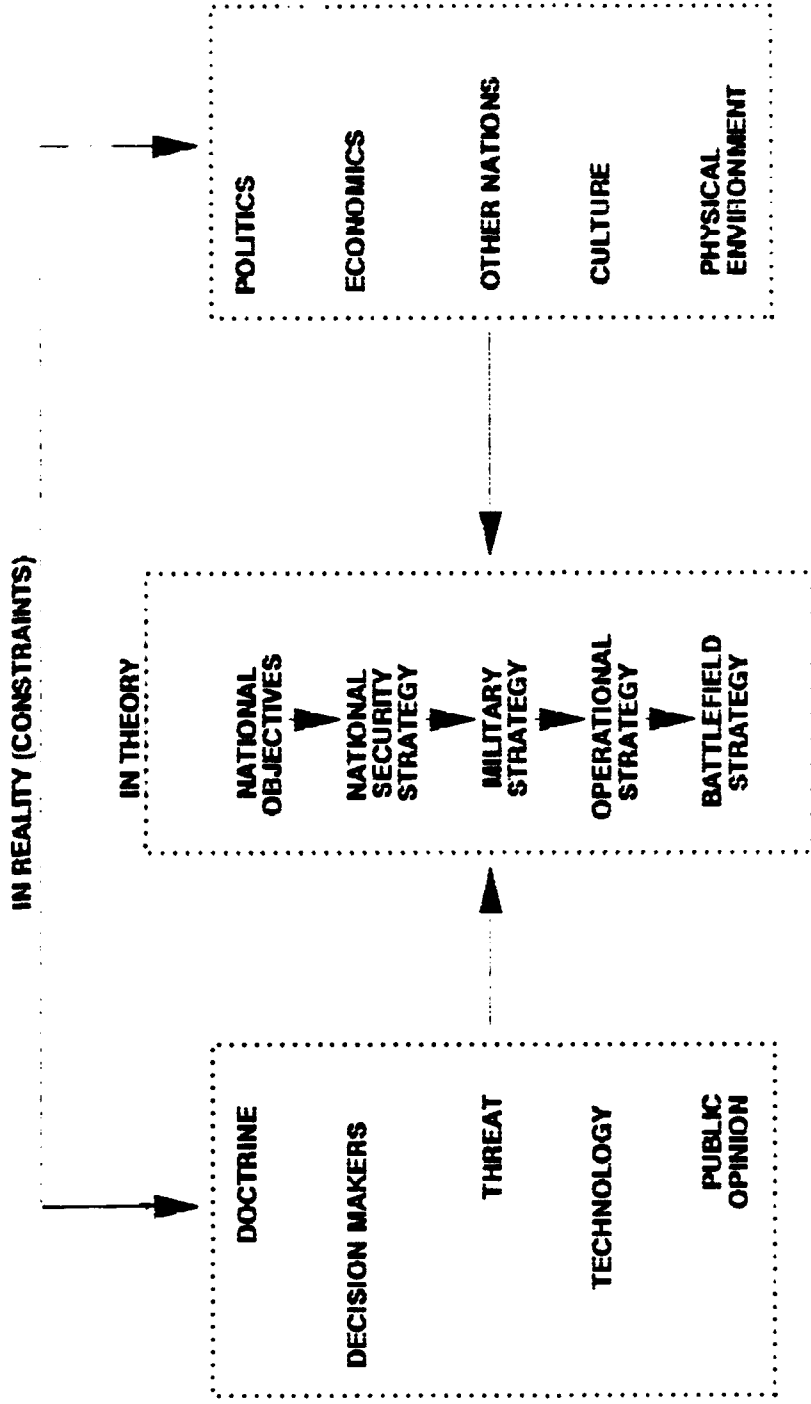 IN REALITY (CONSTRAINTS)
DOCTRINE
DECISION MAKERS
THREAT
TECHNOLOGY
PUBLIC
OPINION
IN THEORY
NATIONAL
OBJECTIVES
NATIONAL
SECURITY
STRATEGY
MILITARY
STRATEGY
OPERATIONAL
STRATEGY
BATTLEFIELD
STRATEGY
POLITICS
ECONOMICS
OTHER NATIONS
CULTURE
PHYSICAL
ENVIRONMENT